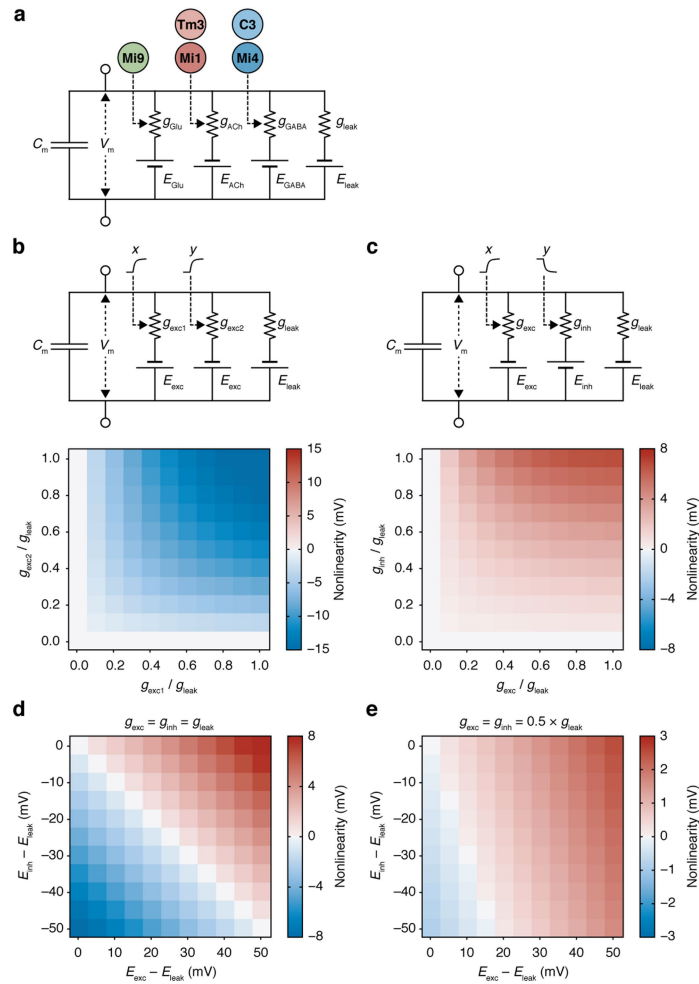 a
Tm3 C3
Mi9 Mi1 Mi4
Cm Vm gGlu gACh gGABA gleak
EGlu EACh EGABA Eleak
b
x y
Cm Vm gexc1 gexc2 gleak
Eexc Eexc Eleak
c
x y
Cm Vm gexc ginh gleak
Eexc Einh Eleak
gexc2 / gleak
1.0
0.8
0.6
0.4
0.2
0.0
0.0 0.2 0.4 0.6 0.8 1.0
gexc1 / gleak
15
10
5
0
−5
−10
−15
Nonlinearity (mV)
ginh / gleak
1.0
0.8
0.6
0.4
0.2
0.0
0.0 0.2 0.4 0.6 0.8 1.0
gexc / gleak
8
4
0
−4
−8
Nonlinearity (mV)
d
gexc = ginh = gleak
Einh − Eleak
(mV)
0
−10
−20
−30
−40
−50
0 10 20 30 40 50
Eexc − Eleak (mV)
8
4
0
−4
−8
Nonlinearity (mV)
e
gexc = ginh = 0.5 × gleak
Einh − Eleak
(mV)
0
−10
−20
−30
−40
−50
0 10 20 30 40 50
Eexc − Eleak (mV)
3
2
1
0
−1
−2
−3
Nonlinearity (mV)